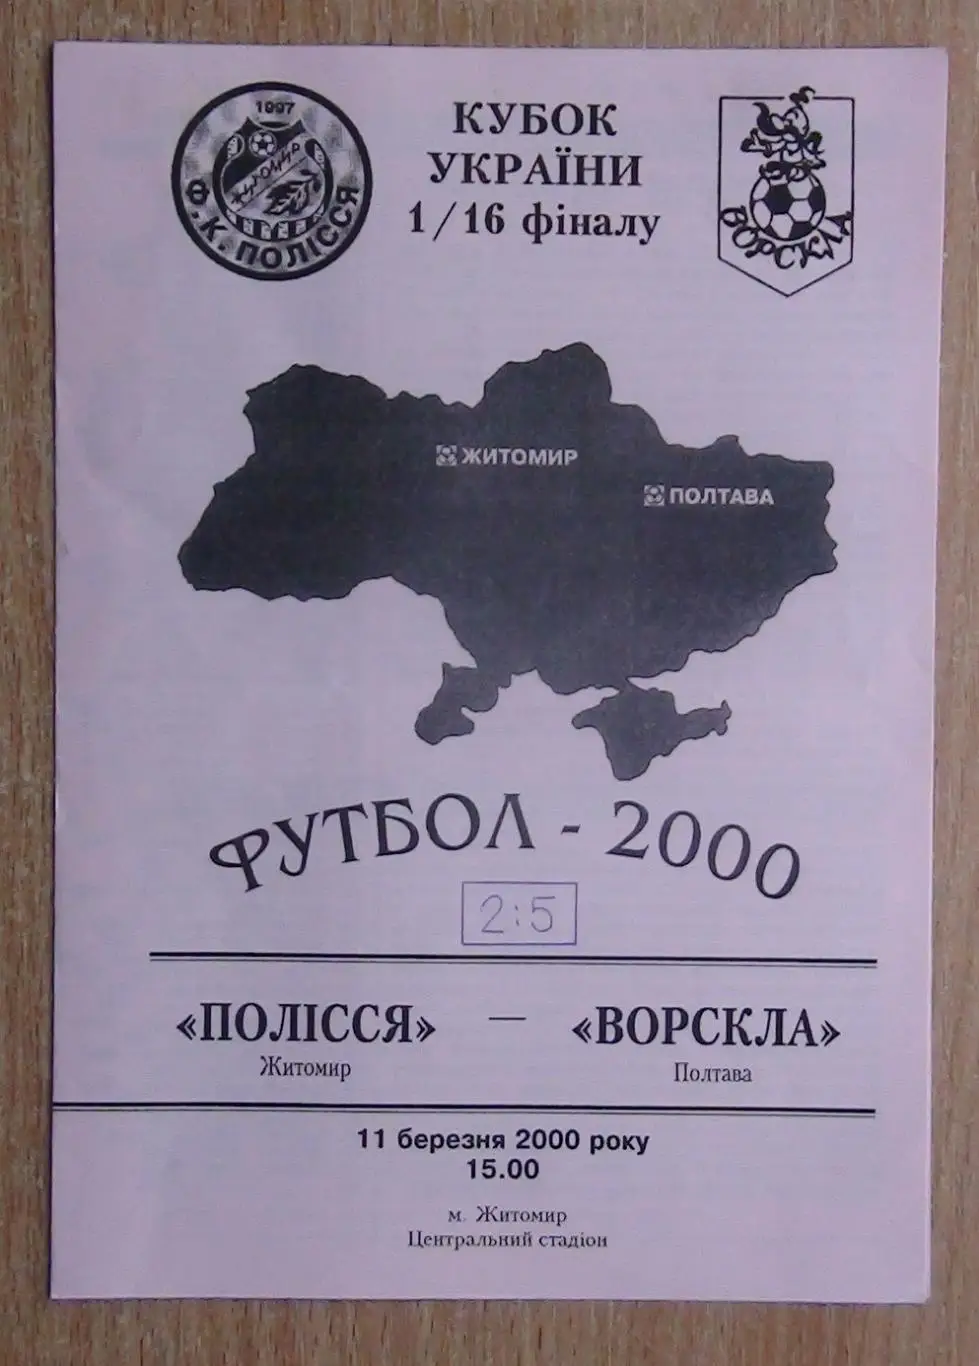 1997
ЖИТОМИР
Ф.К. ПОЛІССЯ
КУБОК
УКРАЇНИ
1/16 фіналу
ВОРСКЛА
ЖИТОМИР
ПОЛТАВА
ФУТБОЛ - 2000
2:5
«ПОЛІССЯ» — «ВОРСКЛА»
Житомир Полтава
11 березня 2000 року
15.00
м. Житомир
Центральний стадіон